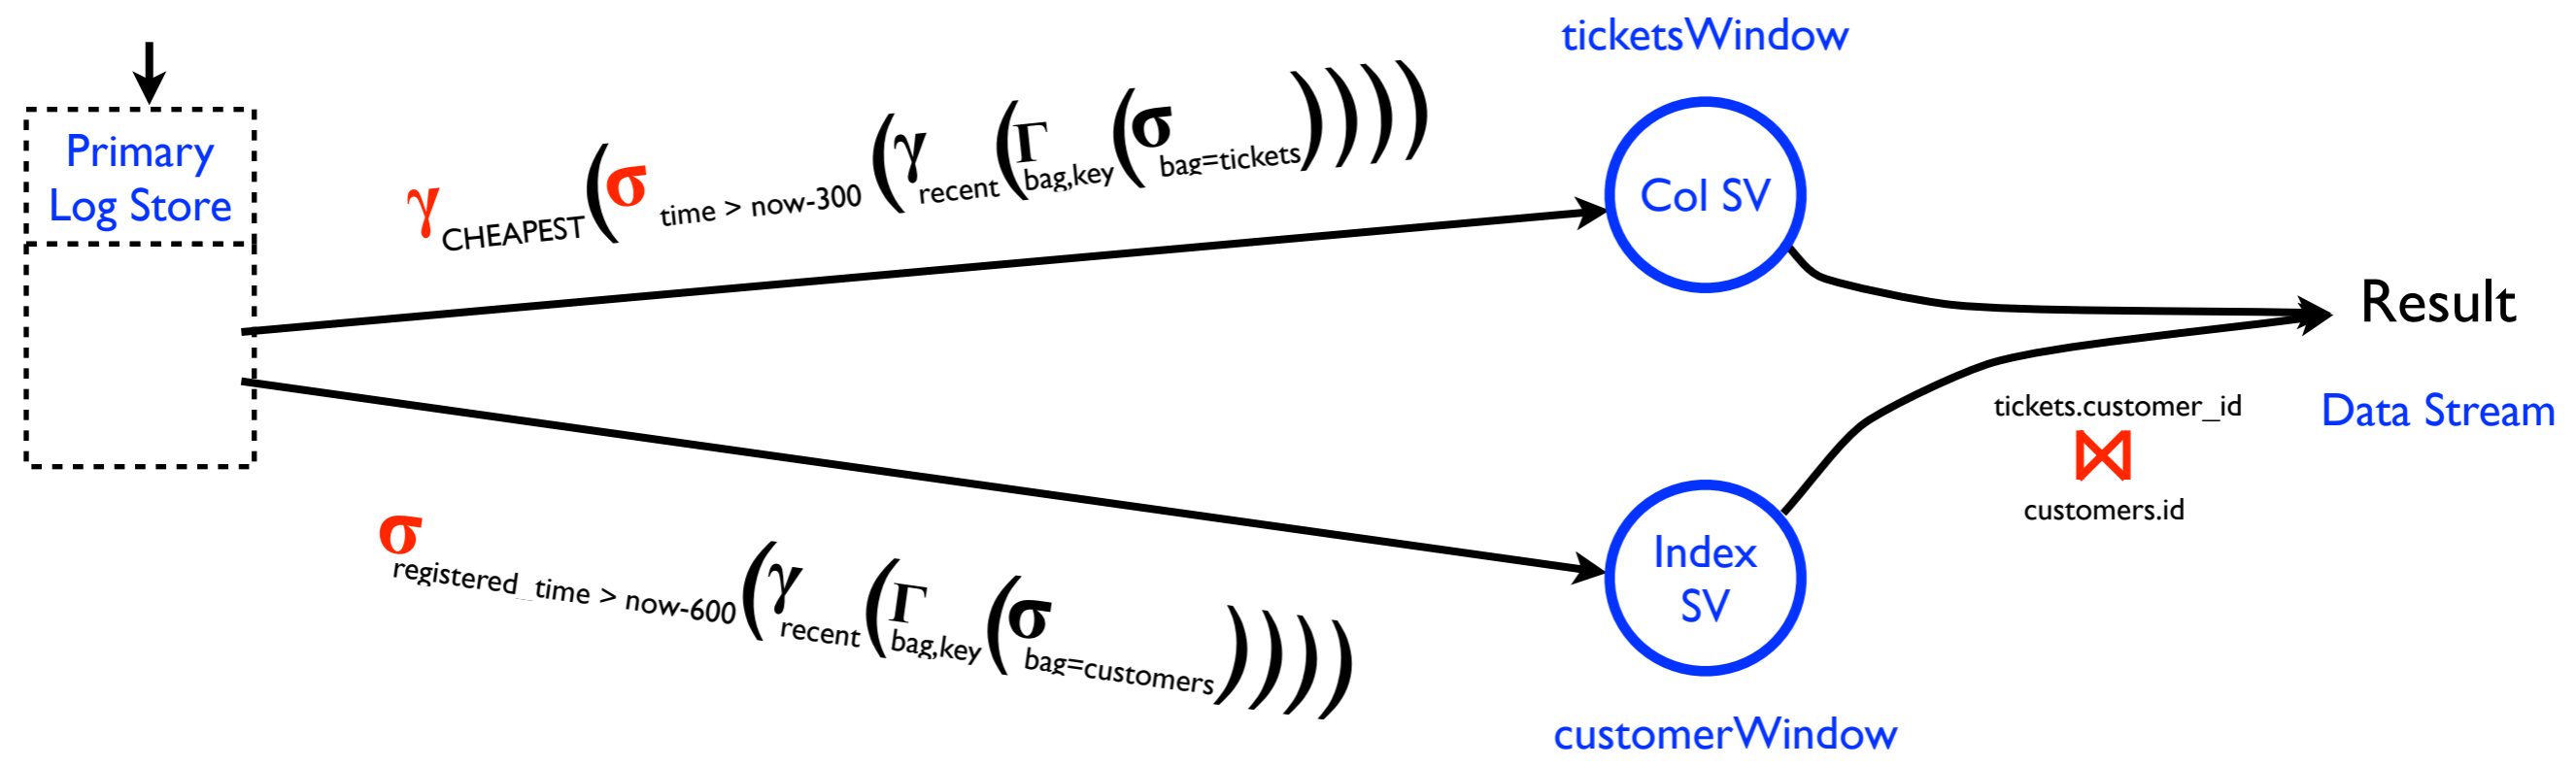 ticketsWindow
Primary
Log Store
γ CHEAPEST (σ time > now-300 (γ recent (Γ bag,key (σ bag=tickets))))
Col SV
Result
tickets.customer_id
⋈
customers.id
Data Stream
σ registered_time > now-600 (γ recent (Γ bag,key (σ bag=customers))))
Index
SV
customerWindow